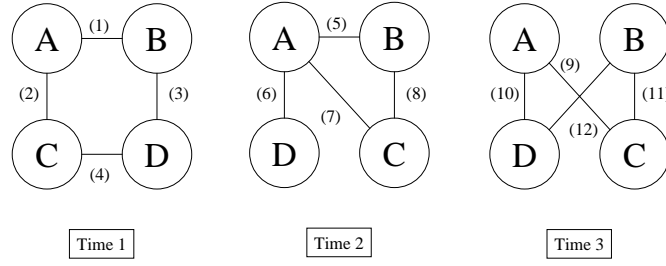 A (1) B
(2) (3)
C (4) D
Time 1
A (5) B
(6) (7) (8)
D C
Time 2
A (9) B
(10) (11)
D (12) C
Time 3